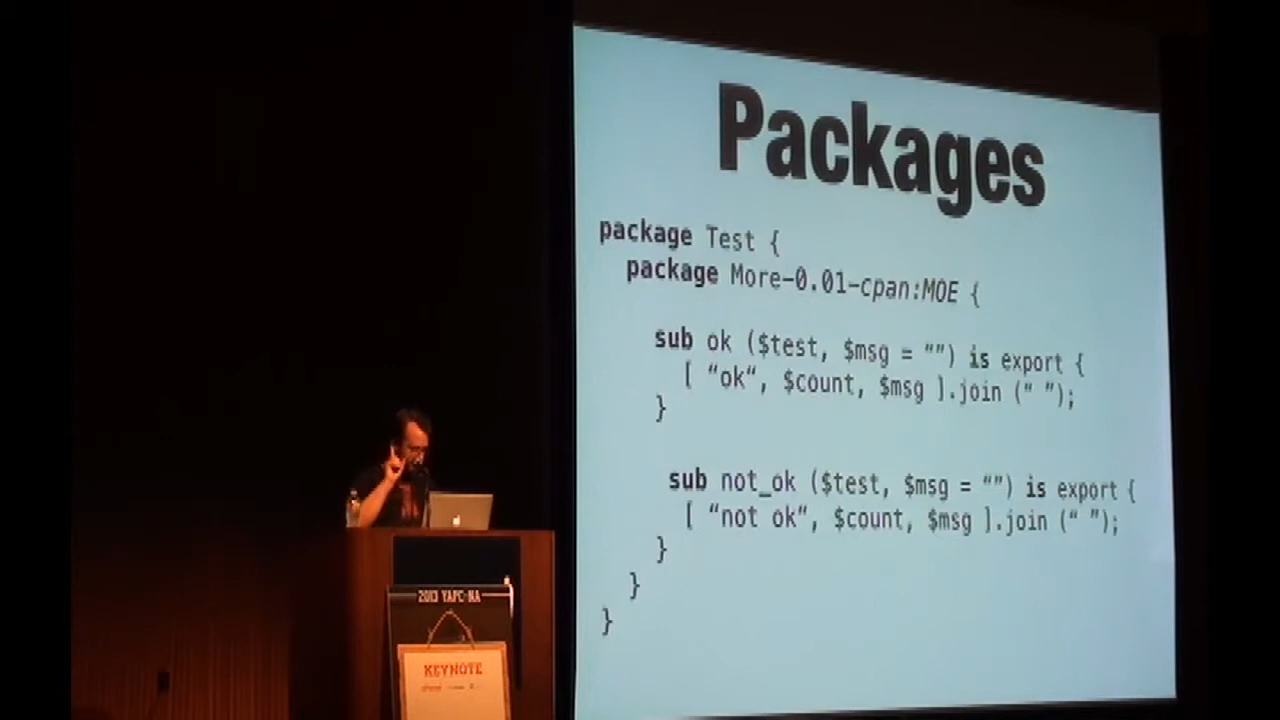 Packages
package Test {
package More-0.01-cpan:MOE {
sub ok ($test, $msg = “”) is export {
[ “ok“, $count, $msg ].join (“ ”);
}
sub not_ok ($test, $msg = “”) is export {
[ “not ok“, $count, $msg ].join (“ ”);
}
}
}
2013 YAPC·NA
KEYNOTE